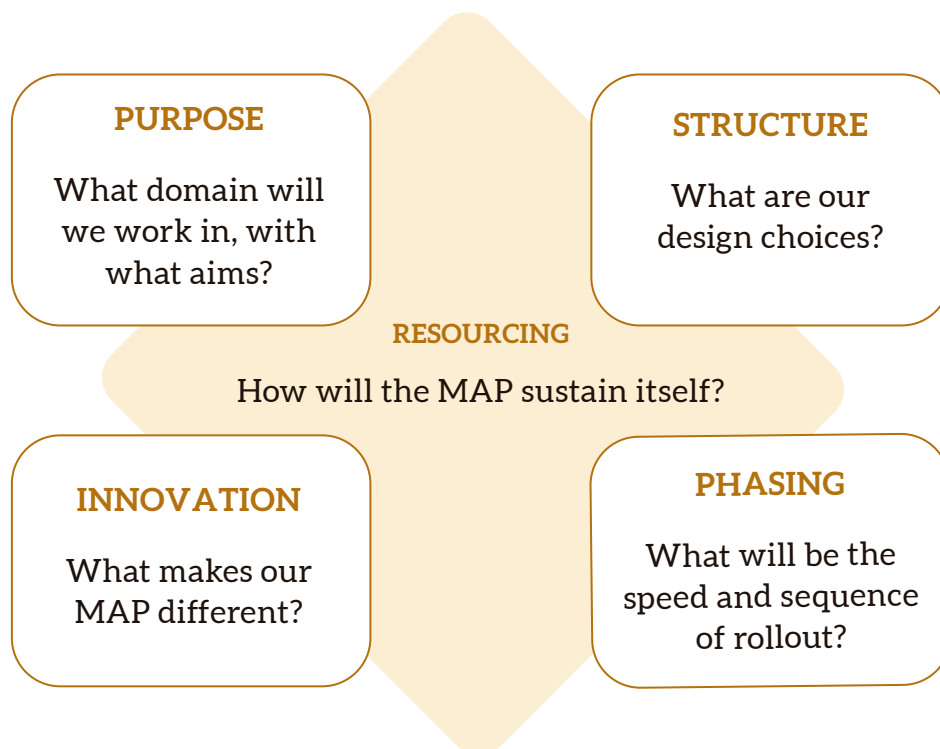 PURPOSE
What domain will
we work in, with
what aims?
STRUCTURE
What are our
design choices?
RESOURCING
How will the MAP sustain itself?
INNOVATION
What makes our
MAP different?
PHASING
What will be the
speed and sequence
of rollout?